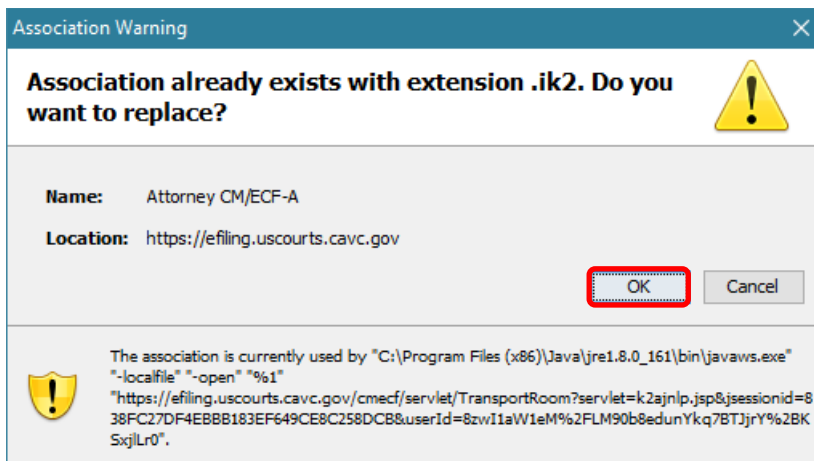 Association Warning
Association already exists with extension .ik2. Do you
want to replace?
Name: Attorney CM/ECF-A
Location: https://efiling.uscourts.cavc.gov
OK Cancel
The association is currently used by "C:\Program Files (x86)\Java\jre1.8.0_161\bin\javaws.exe"
"-localfile" "-open" "%1"
"https://efiling.uscourts.cavc.gov/cmecf/servlet/TransportRoom?servlet=k2ajnlp.jsp&jsessionid=8
38FC27DF4EBBB183EF649CE8C258DCB&userId=8zwI1aW1eM%2FLM90b8edunYkq7BTJjrY%2BK
SxjlLr0".